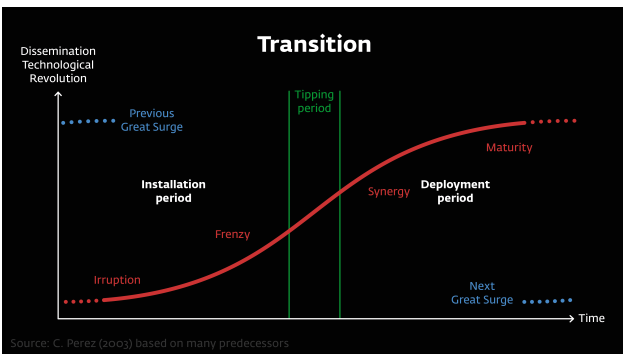 Transition
Dissemination
Technological
Revolution
Tipping
period
Previous
Great Surge
Maturity
Installation
period
Synergy
Deployment
period
Frenzy
Irruption
Next
Great Surge
Time
Source: C. Perez (2003) based on many predecessors